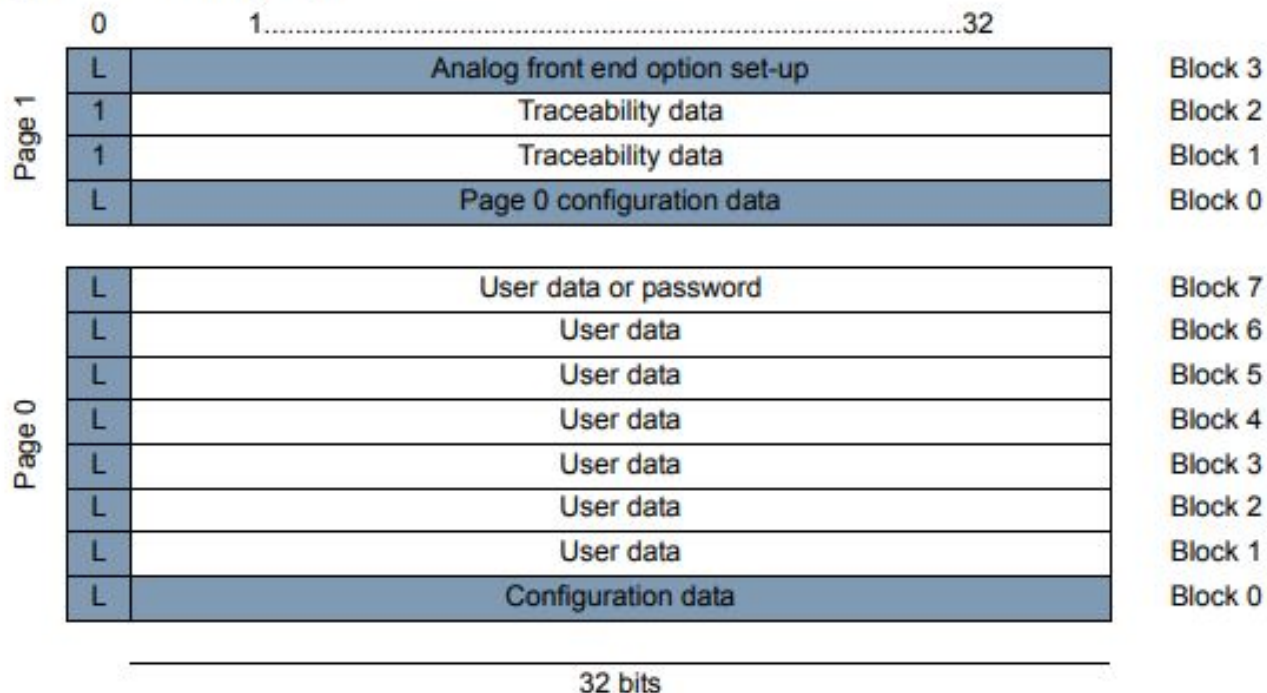 0 1...........................................................................................32
Page 1
L Analog front end option set-up Block 3
1 Traceability data Block 2
1 Traceability data Block 1
L Page 0 configuration data Block 0
Page 0
L User data or password Block 7
L User data Block 6
L User data Block 5
L User data Block 4
L User data Block 3
L User data Block 2
L User data Block 1
L Configuration data Block 0
32 bits